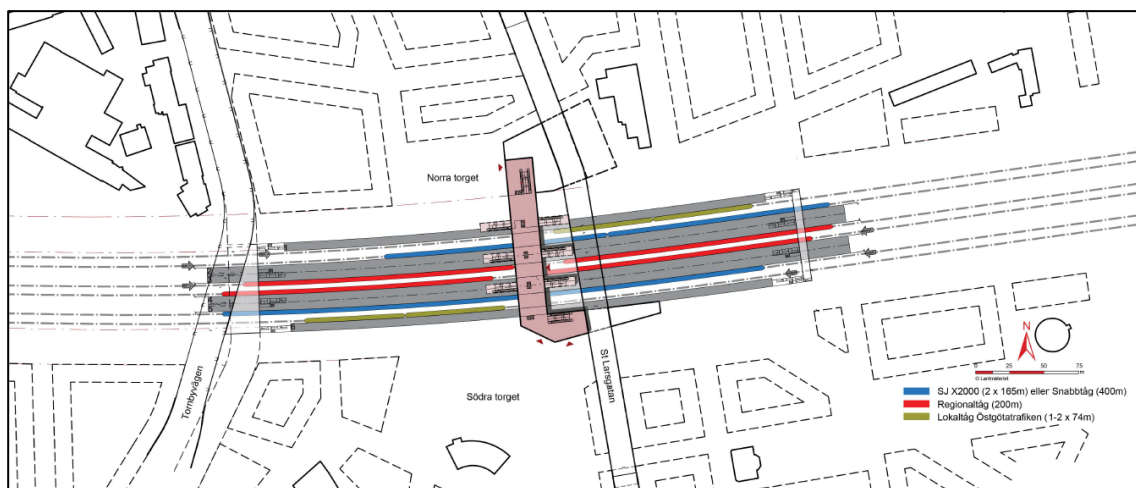 Norra torget
Tornbyvägen
St Larsgatan
Södra torget
N
0 25 50 75
m
© Lantmäteriet
SJ X2000 (2 x 165m) eller Snabbtåg (400m)
Regionaltåg (200m)
Lokaltåg Östgötatrafiken (1-2 x 74m)